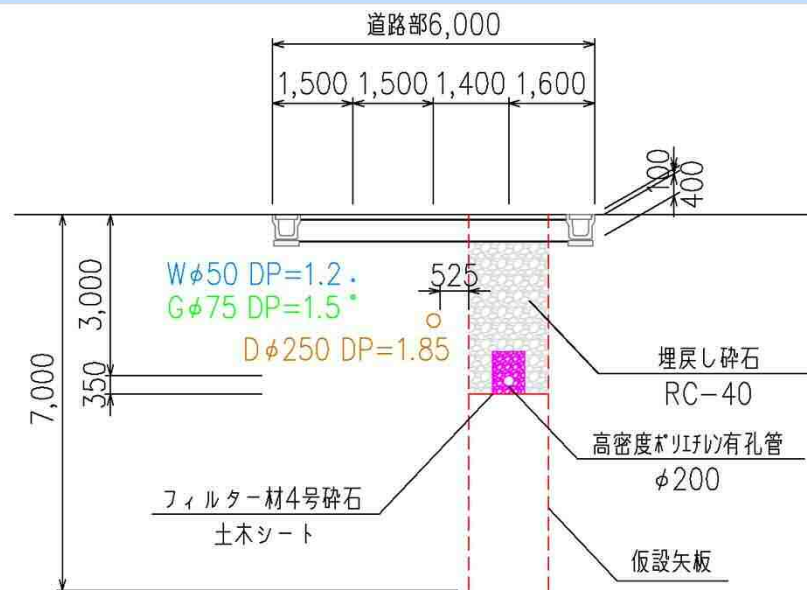 道路部6,000
1,500 1,500 1,400 1,600
100
400
3,000
350
7,000
Wφ50 DP=1.2
Gφ75 DP=1.5
525
Dφ250 DP=1.85
埋戻し砕石
RC-40
高密度ポリエチレン有孔管
φ200
フィルター材4号砕石
土木シート
仮設矢板